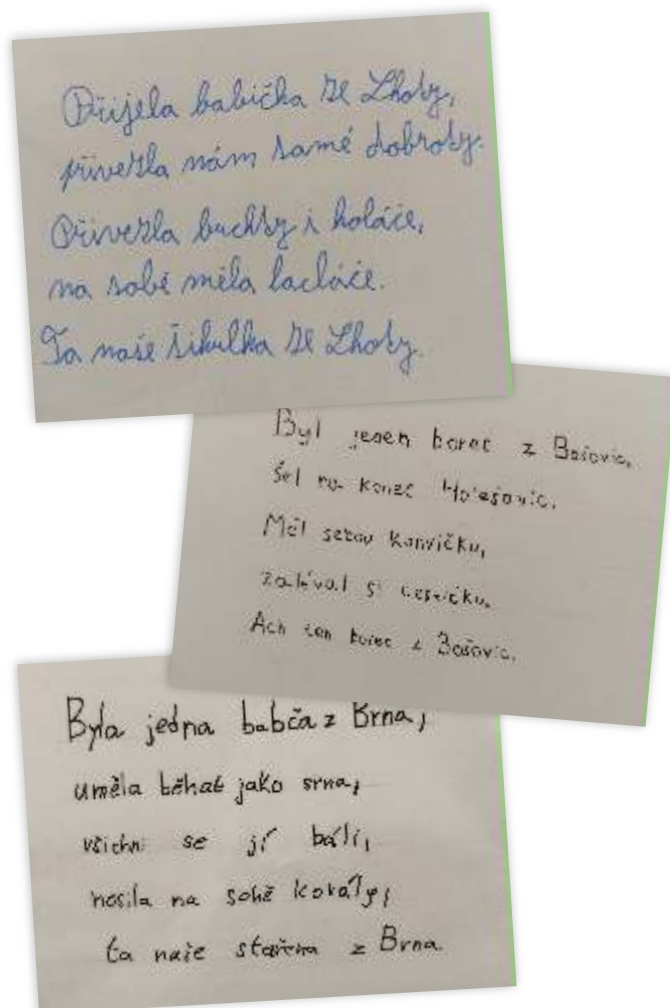 Přijela babička ze Lhoty,
přivezla nám samé dobroty.
Přivezla buchty i koláče,
na sobě měla lacláče.
Ta naše šikulka ze Lhoty.
Byl jeden borec z Bošovic,
šel na konec Holešovic.
Měl sebou konvičku,
zaléval si cestičku.
Ach ten borec z Bošovic.
Byla jedna babča z Brna,
uměla běhat jako srna,
všichni se jí báli,
nosila na sobě korály,
ta naše stařena z Brna.